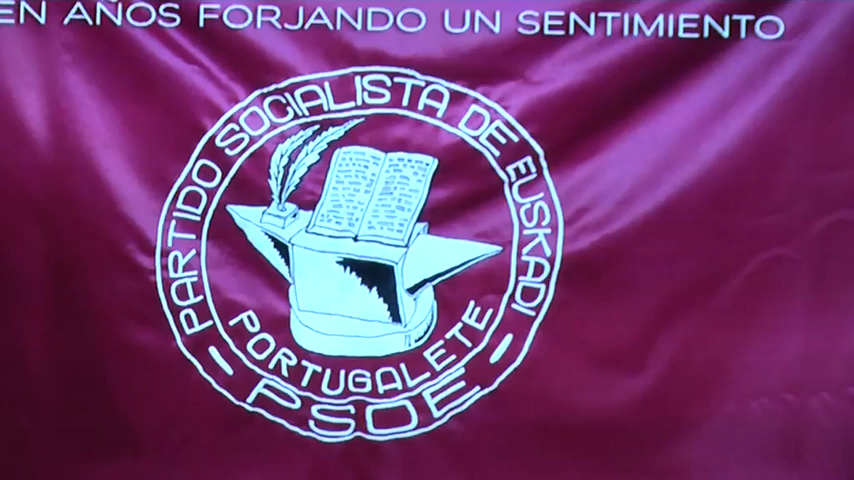 EN AÑOS FORJANDO UN SENTIMIENTO
PARTIDO SOCIALISTA DE EUSKADI
PORTUGALETE
- PSOE -